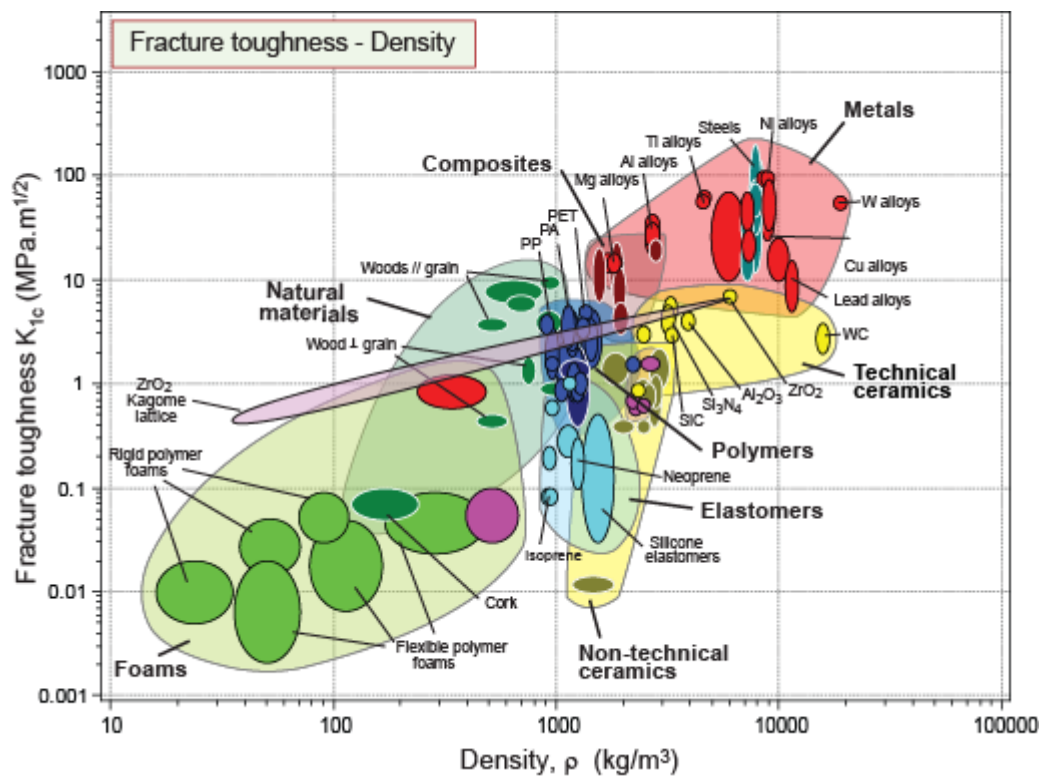 Fracture toughness - Density
1000
100
10
1
0.1
0.01
0.001
Fracture toughness K1c (MPa.m1/2)
10
100
1000
10000
100000
Density, ρ (kg/m³)
Metals
Ni alloys
Steels
Ti alloys
Al alloys
Mg alloys
Composites
W alloys
Cu alloys
Lead alloys
PET
PA
PP
Woods // grain
Natural
materials
Wood ⊥ grain
ZrO2
Kagome
lattice
WC
Technical
ceramics
ZrO2
Al2O3
Si3N4
SiC
Polymers
Neoprene
Elastomers
Silicone
elastomers
Isoprene
Rigid polymer
foams
Cork
Flexible polymer
foams
Foams
Non-technical
ceramics